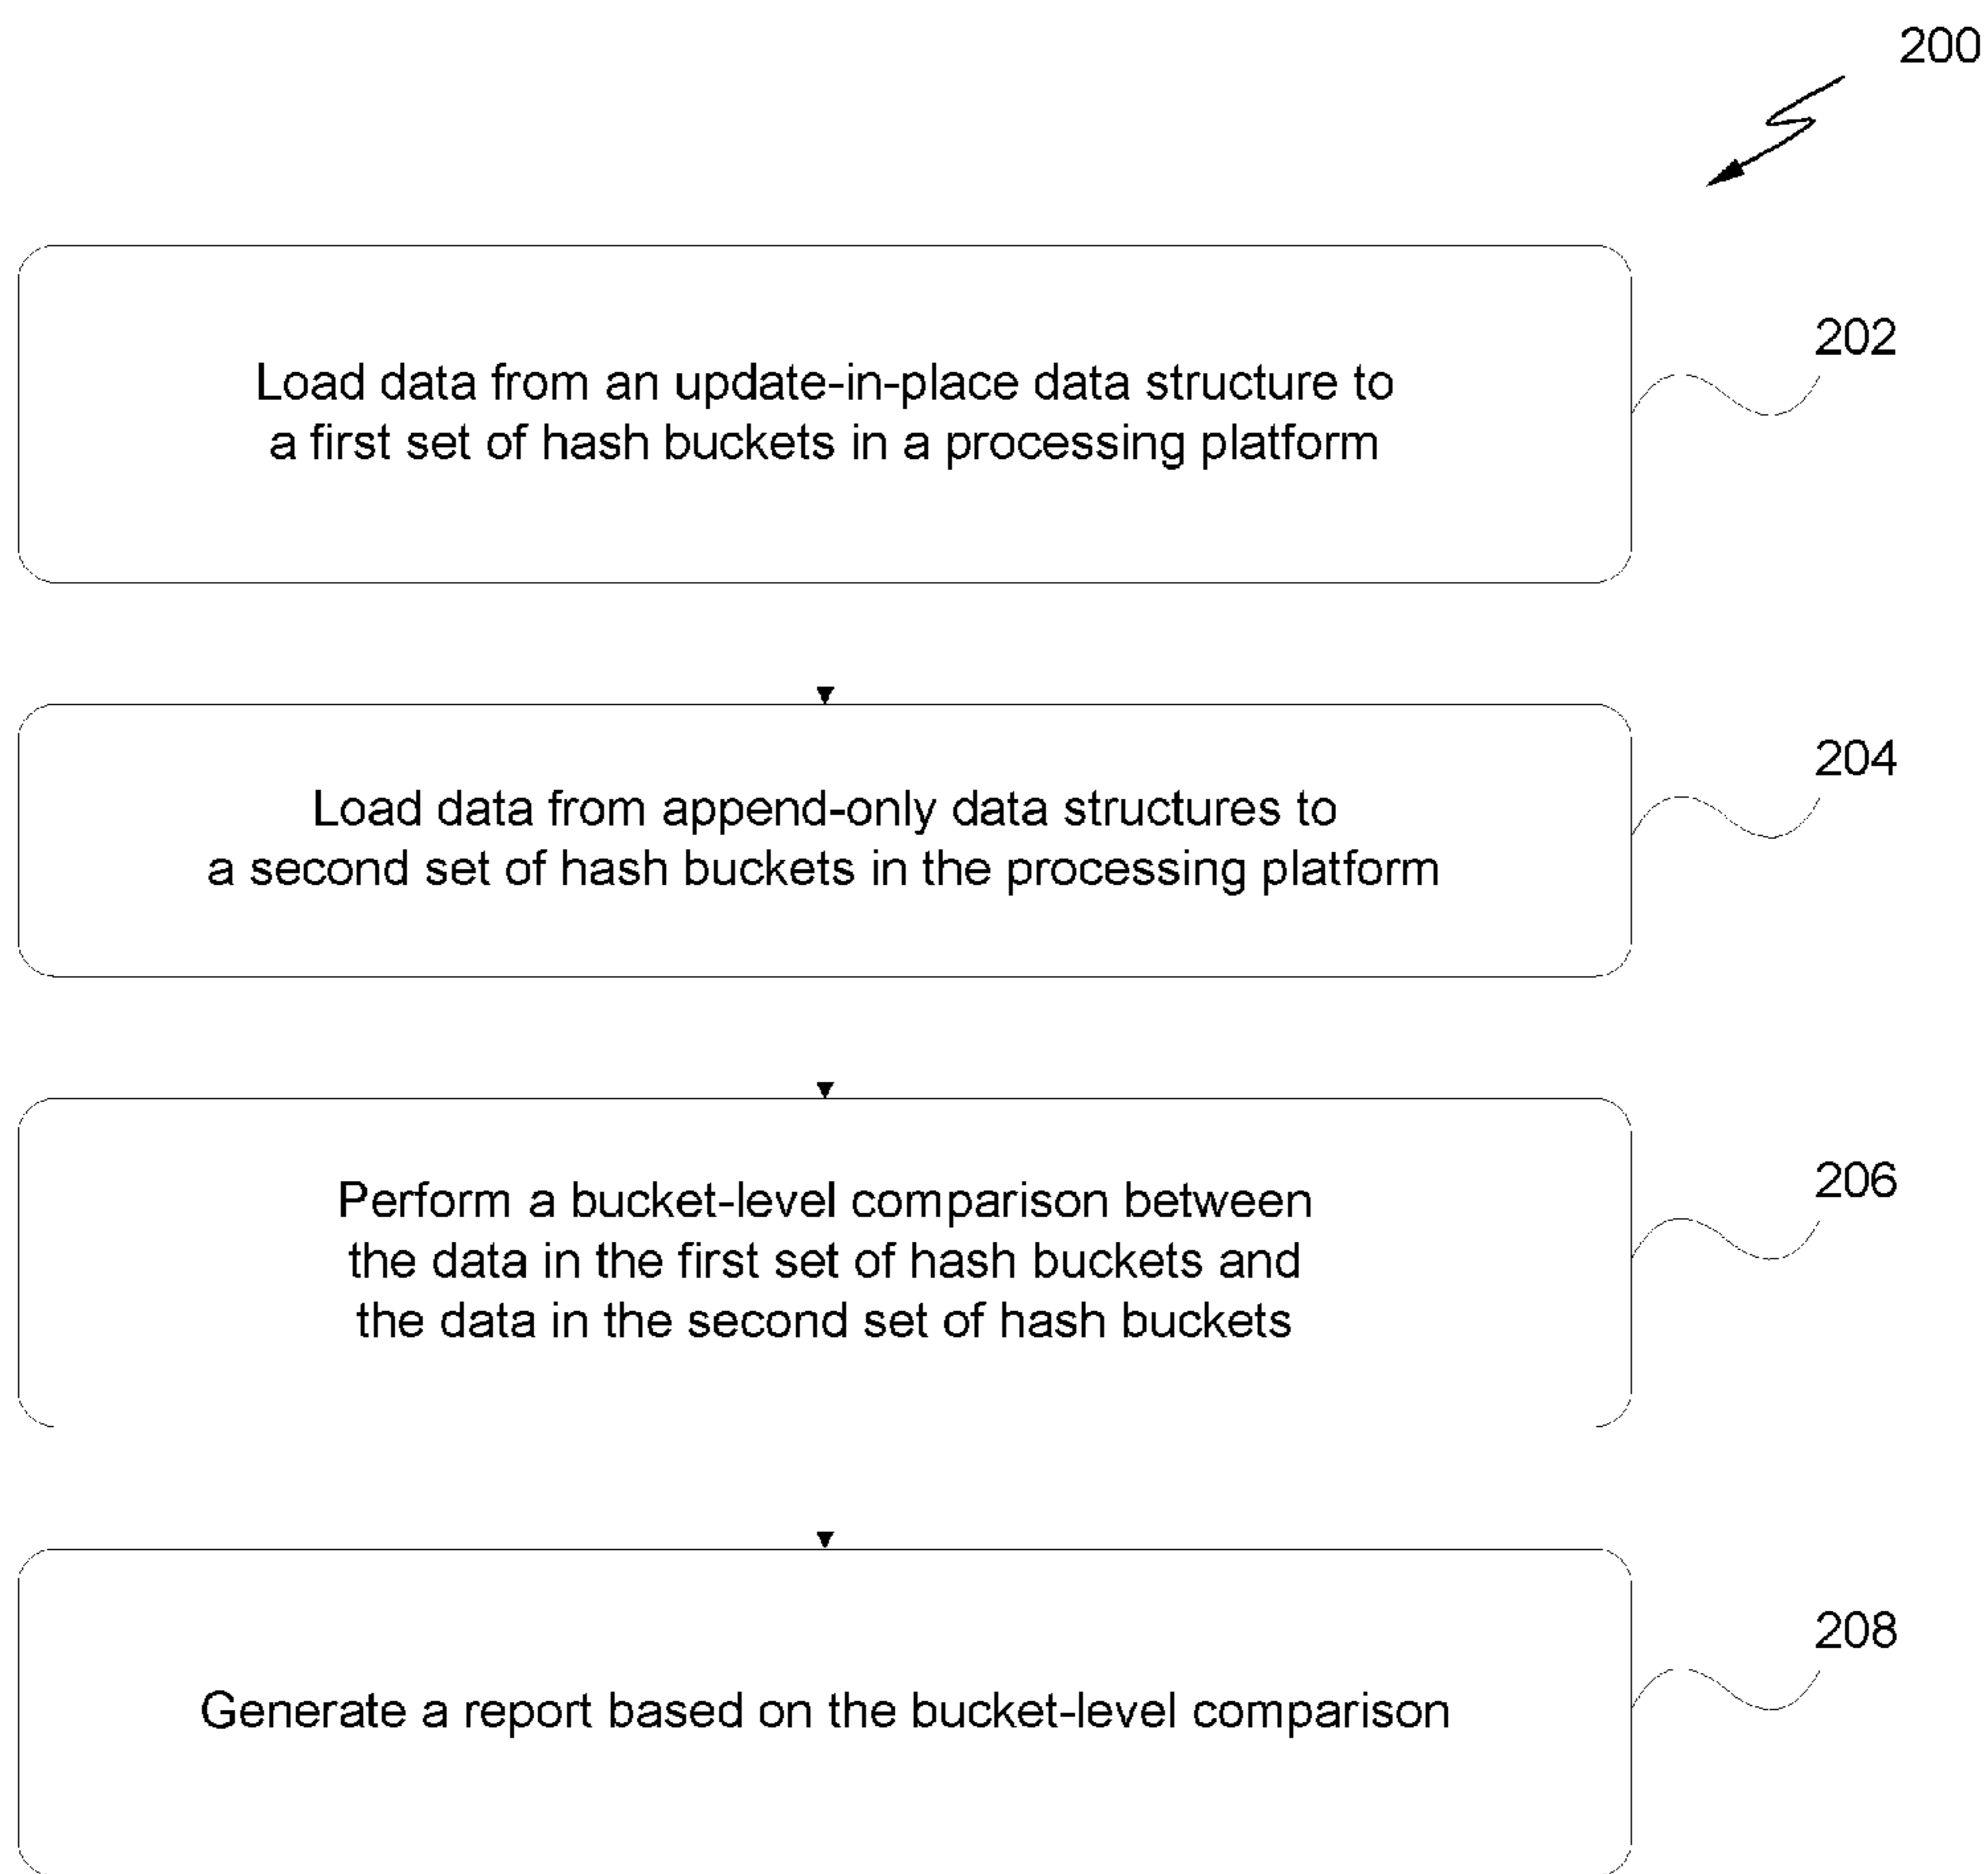 200
202
Load data from an update-in-place data structure to
a first set of hash buckets in a processing platform
204
Load data from append-only data structures to
a second set of hash buckets in the processing platform
206
Perform a bucket-level comparison between
the data in the first set of hash buckets and
the data in the second set of hash buckets
208
Generate a report based on the bucket-level comparison